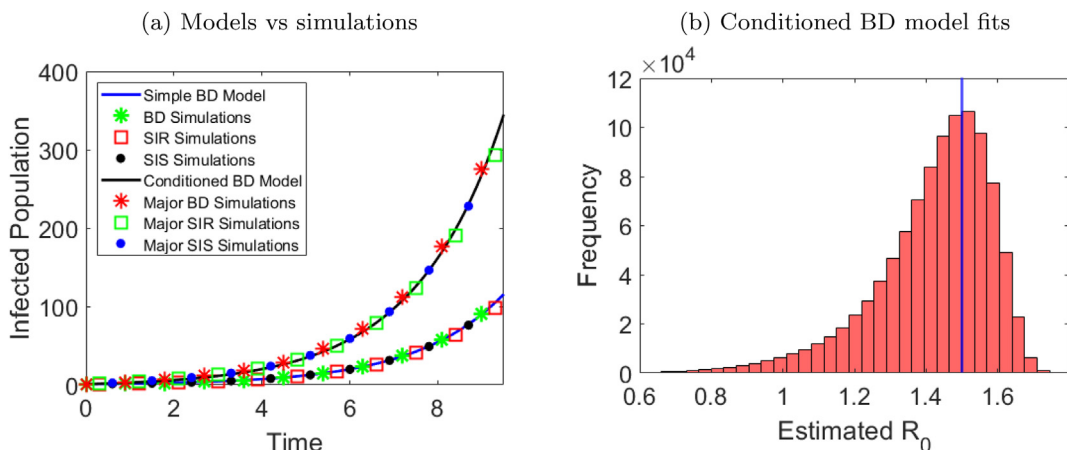 (a) Models vs simulations
400
300
200
100
0
0 2 4 6 8
Infected Population
Time
Simple BD Model
BD Simulations
SIR Simulations
SIS Simulations
Conditioned BD Model
Major BD Simulations
Major SIR Simulations
Major SIS Simulations
(b) Conditioned BD model fits
×10⁴
12
10
8
6
4
2
0
0.6 0.8 1 1.2 1.4 1.6
Frequency
Estimated R₀